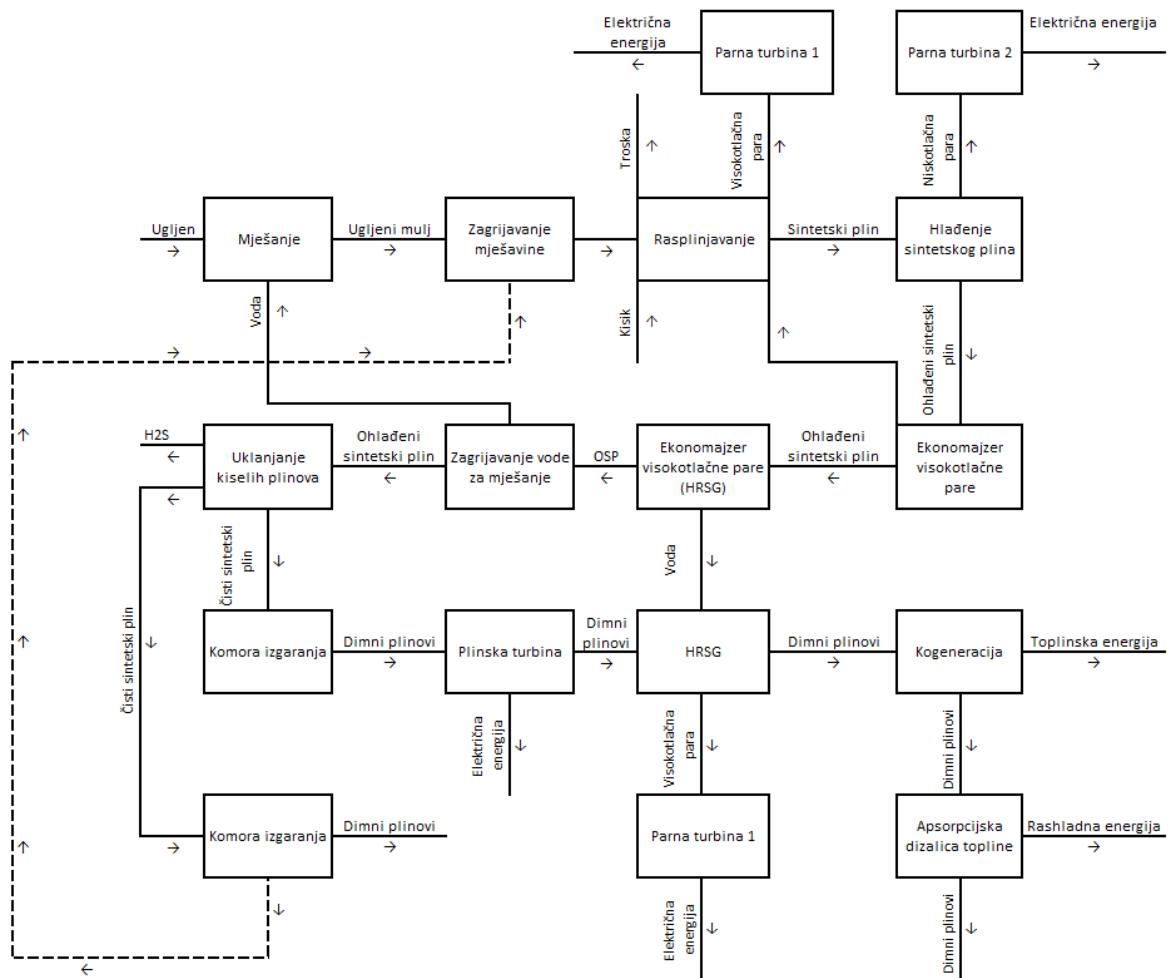 Električna
energija
←
Parna turbina 1
Parna turbina 2
Električna energija
→
Troska
↑
Visokotlačna
para
↑
Niskotlačna
para
↑
Ugljen
→
Mješanje
Ugljeni mulj
→
Zagrijavanje
mješavine
→
Rasplinjavanje
Sintetski plin
→
Hlađenje
sintetskog plina
Voda
↑
↑
Kisik
↑
↑
Ohlađeni sintetski
plin
↓
→
→
H2S
←
Uklanjanje
kiselih plinova
←
Ohlađeni
sintetski plin
←
Zagrijavanje vode
za mješanje
OSP
←
Ekonomajzer
visokotlačne pare
(HRSG)
Ohlađeni
sintetski plin
←
Ekonomajzer
visokotlačne
pare
↑
Čisti sintetski
plin
↓
Voda
↓
Čisti sintetski plin
↓
↑
Komora izgaranja
Dimni plinovi
→
Plinska turbina
Dimni
plinovi
→
HRSG
Dimni plinovi
→
Kogeneracija
Toplinska energija
→
Električna
energija
↓
Visokotlačna
para
↓
Dimni plinovi
↓
↑
→
Komora izgaranja
Dimni plinovi
→
Parna turbina 1
Apsorpcijska
dizalica topline
Rashladna energija
→
↓
←
Električna
energija
↓
Dimni plinovi
↓